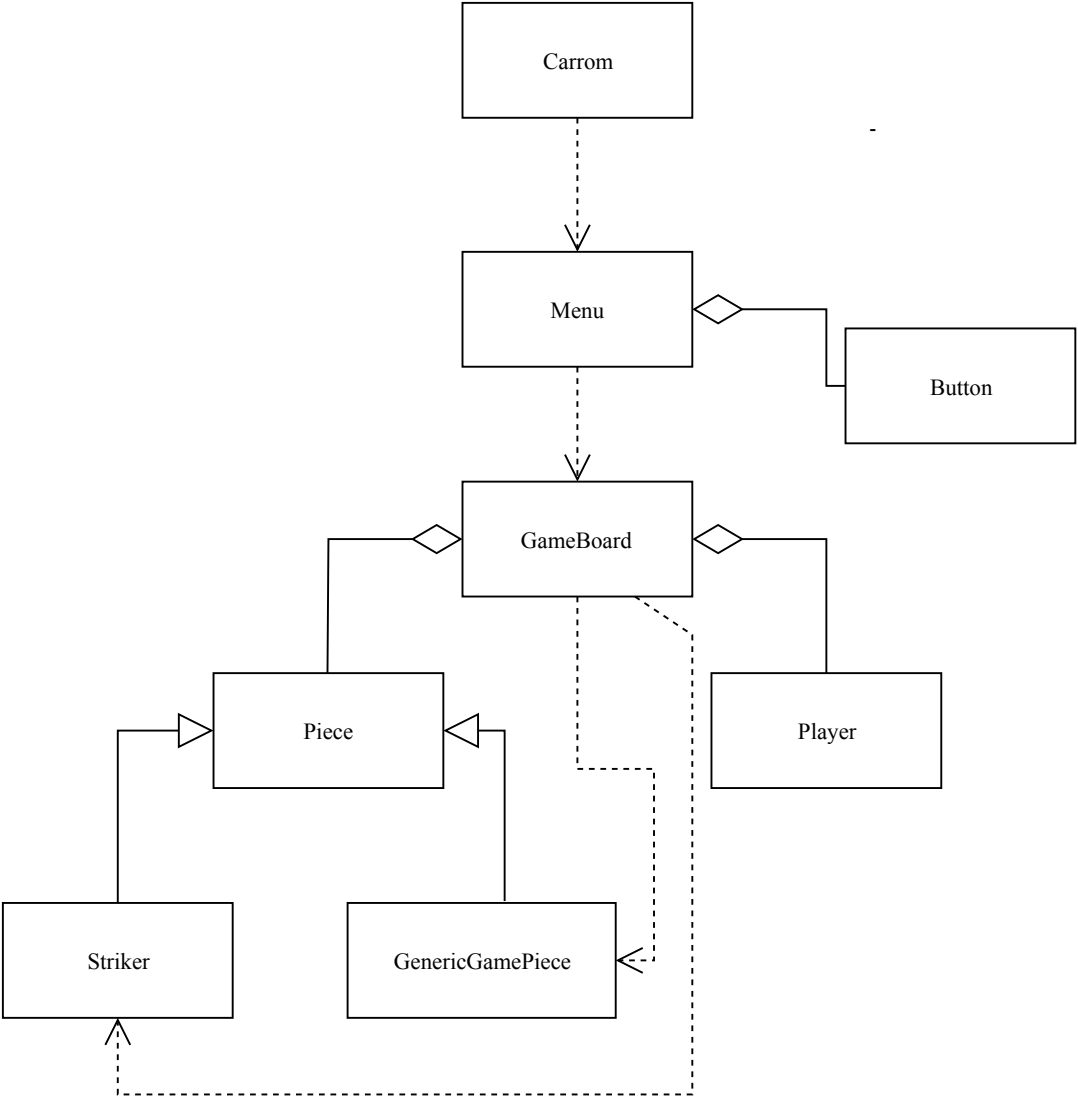 Carrom
-
Menu
Button
GameBoard
Piece
Player
Striker
GenericGamePiece